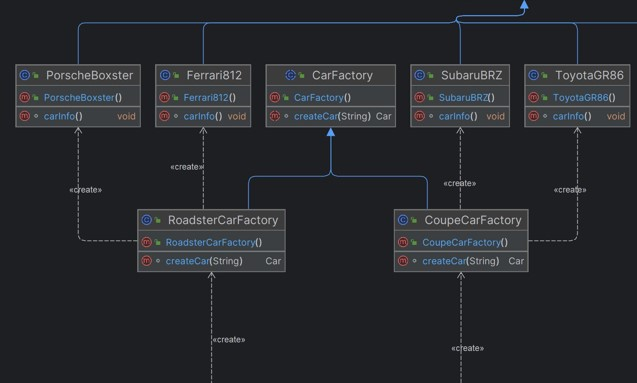 PorscheBoxster
PorscheBoxster()
carInfo() void
Ferrari812
Ferrari812()
carInfo() void
CarFactory
CarFactory()
createCar(String) Car
SubaruBRZ
SubaruBRZ()
carInfo() void
ToyotaGR86
ToyotaGR86()
carInfo() void
«create»
«create»
«create»
«create»
RoadsterCarFactory
RoadsterCarFactory()
createCar(String) Car
CoupeCarFactory
CoupeCarFactory()
createCar(String) Car
«create»
«create»